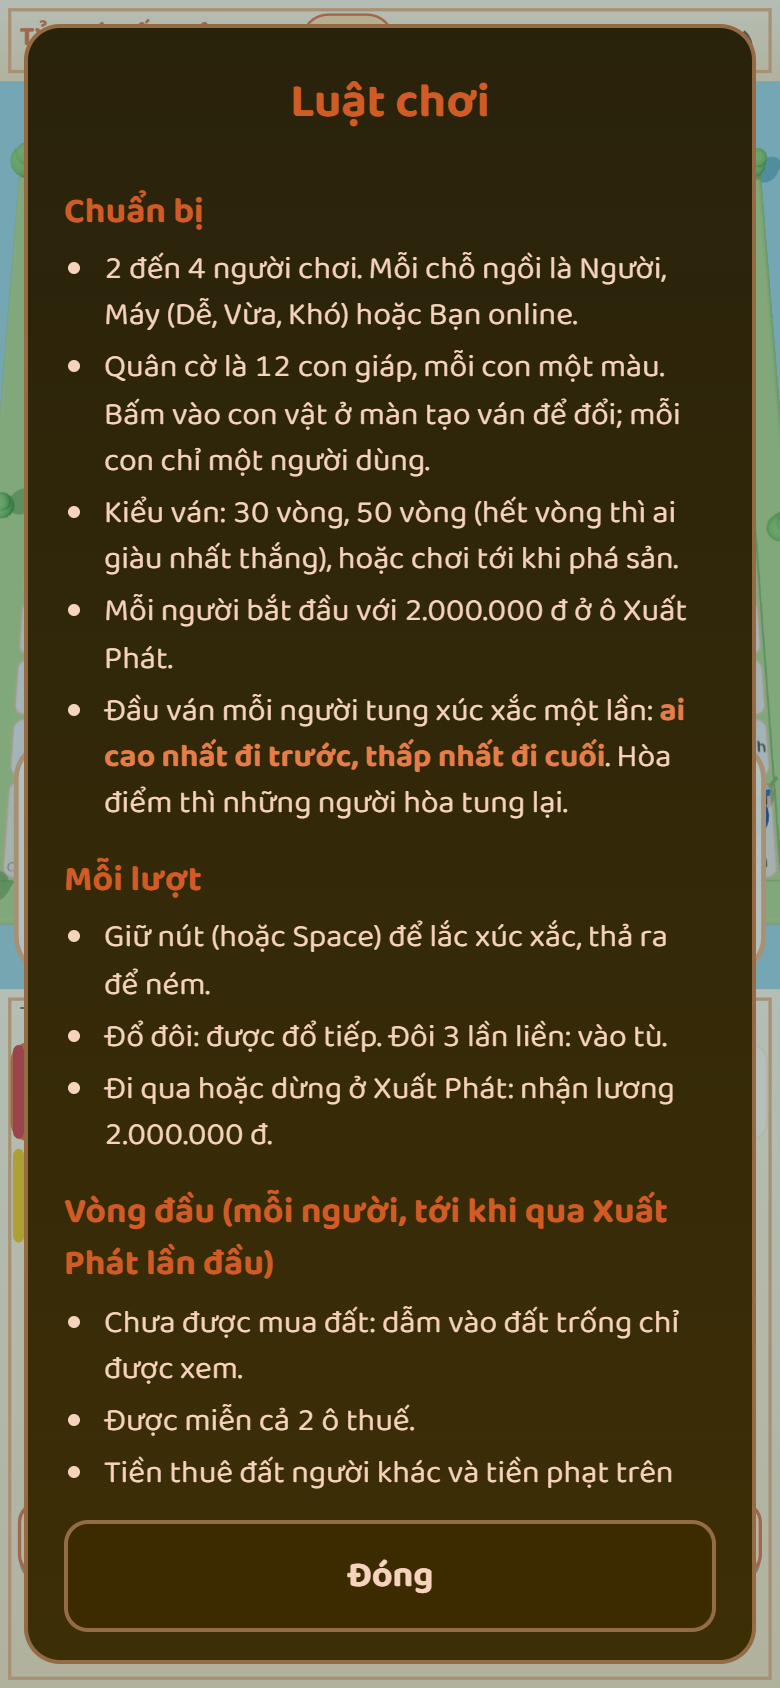 Luật chơi
Chuẩn bị
2 đến 4 người chơi. Mỗi chỗ ngồi là Người,
Máy (Dễ, Vừa, Khó) hoặc Bạn online.
Quân cờ là 12 con giáp, mỗi con một màu.
Bấm vào con vật ở màn tạo ván để đổi; mỗi
con chỉ một người dùng.
Kiểu ván: 30 vòng, 50 vòng (hết vòng thì ai
giàu nhất thắng), hoặc chơi tới khi phá sản.
Mỗi người bắt đầu với 2.000.000 đ ở ô Xuất
Phát.
Đầu ván mỗi người tung xúc xắc một lần: ai
cao nhất đi trước, thấp nhất đi cuối. Hòa
điểm thì những người hòa tung lại.
Mỗi lượt
Giữ nút (hoặc Space) để lắc xúc xắc, thả ra
để ném.
Đổ đôi: được đổ tiếp. Đôi 3 lần liền: vào tù.
Đi qua hoặc dừng ở Xuất Phát: nhận lương
2.000.000 đ.
Vòng đầu (mỗi người, tới khi qua Xuất
Phát lần đầu)
Chưa được mua đất: dẫm vào đất trống chỉ
được xem.
Được miễn cả 2 ô thuế.
Tiền thuê đất người khác và tiền phạt trên
Đóng